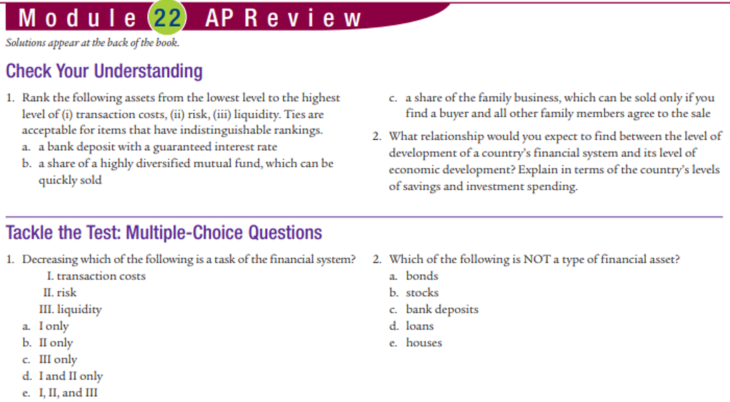 Module 22 AP Review
Solutions appear at the back of the book.
Check Your Understanding
1. Rank the following assets from the lowest level to the highest
level of (i) transaction costs, (ii) risk, (iii) liquidity. Ties are
acceptable for items that have indistinguishable rankings.
a. a bank deposit with a guaranteed interest rate
b. a share of a highly diversified mutual fund, which can be
quickly sold
c. a share of the family business, which can be sold only if you
find a buyer and all other family members agree to the sale
2. What relationship would you expect to find between the level of
development of a country's financial system and its level of
economic development? Explain in terms of the country's levels
of savings and investment spending.
Tackle the Test: Multiple-Choice Questions
1. Decreasing which of the following is a task of the financial system?
I. transaction costs
II. risk
III. liquidity
a. I only
b. II only
c. III only
d. I and II only
e. I, II, and III
2. Which of the following is NOT a type of financial asset?
a. bonds
b. stocks
c. bank deposits
d. loans
e. houses